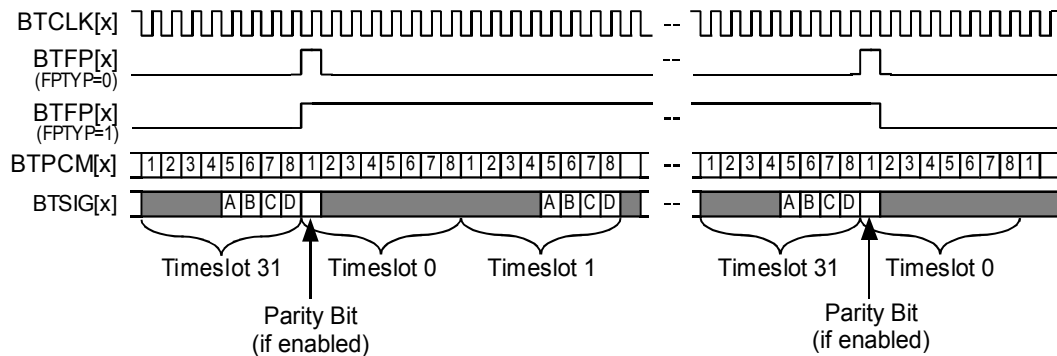 BTCLK[x] --
BTFP[x] --
(FPTYP=0)
BTFP[x] --
(FPTYP=1)
BTPCM[x] 1 2 3 4 5 6 7 8 1 2 3 4 5 6 7 8 1 2 3 4 5 6 7 8 -- 1 2 3 4 5 6 7 8 1 2 3 4 5 6 7 8 1
BTSIG[x] A B C D A B C D -- A B C D
Timeslot 31 Timeslot 0 Timeslot 1 Timeslot 31 Timeslot 0
Parity Bit Parity Bit
(if enabled) (if enabled)